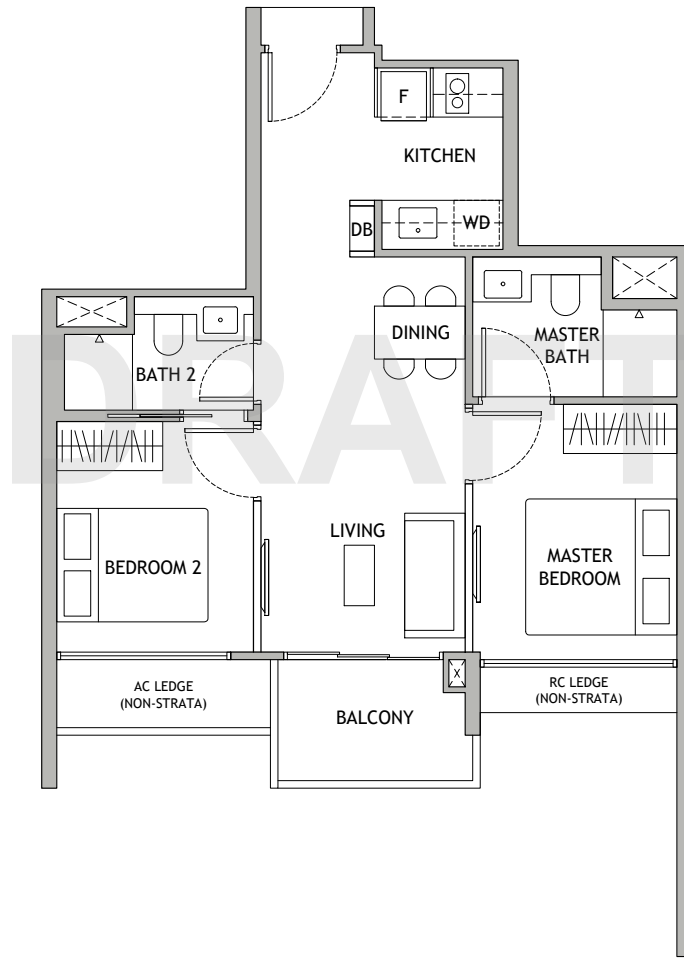 F
KITCHEN
DB
WD
DINING
MASTER
BATH
BATH 2
DRAFT
LIVING
BEDROOM 2
MASTER
BEDROOM
AC LEDGE
(NON-STRATA)
X
RC LEDGE
(NON-STRATA)
BALCONY